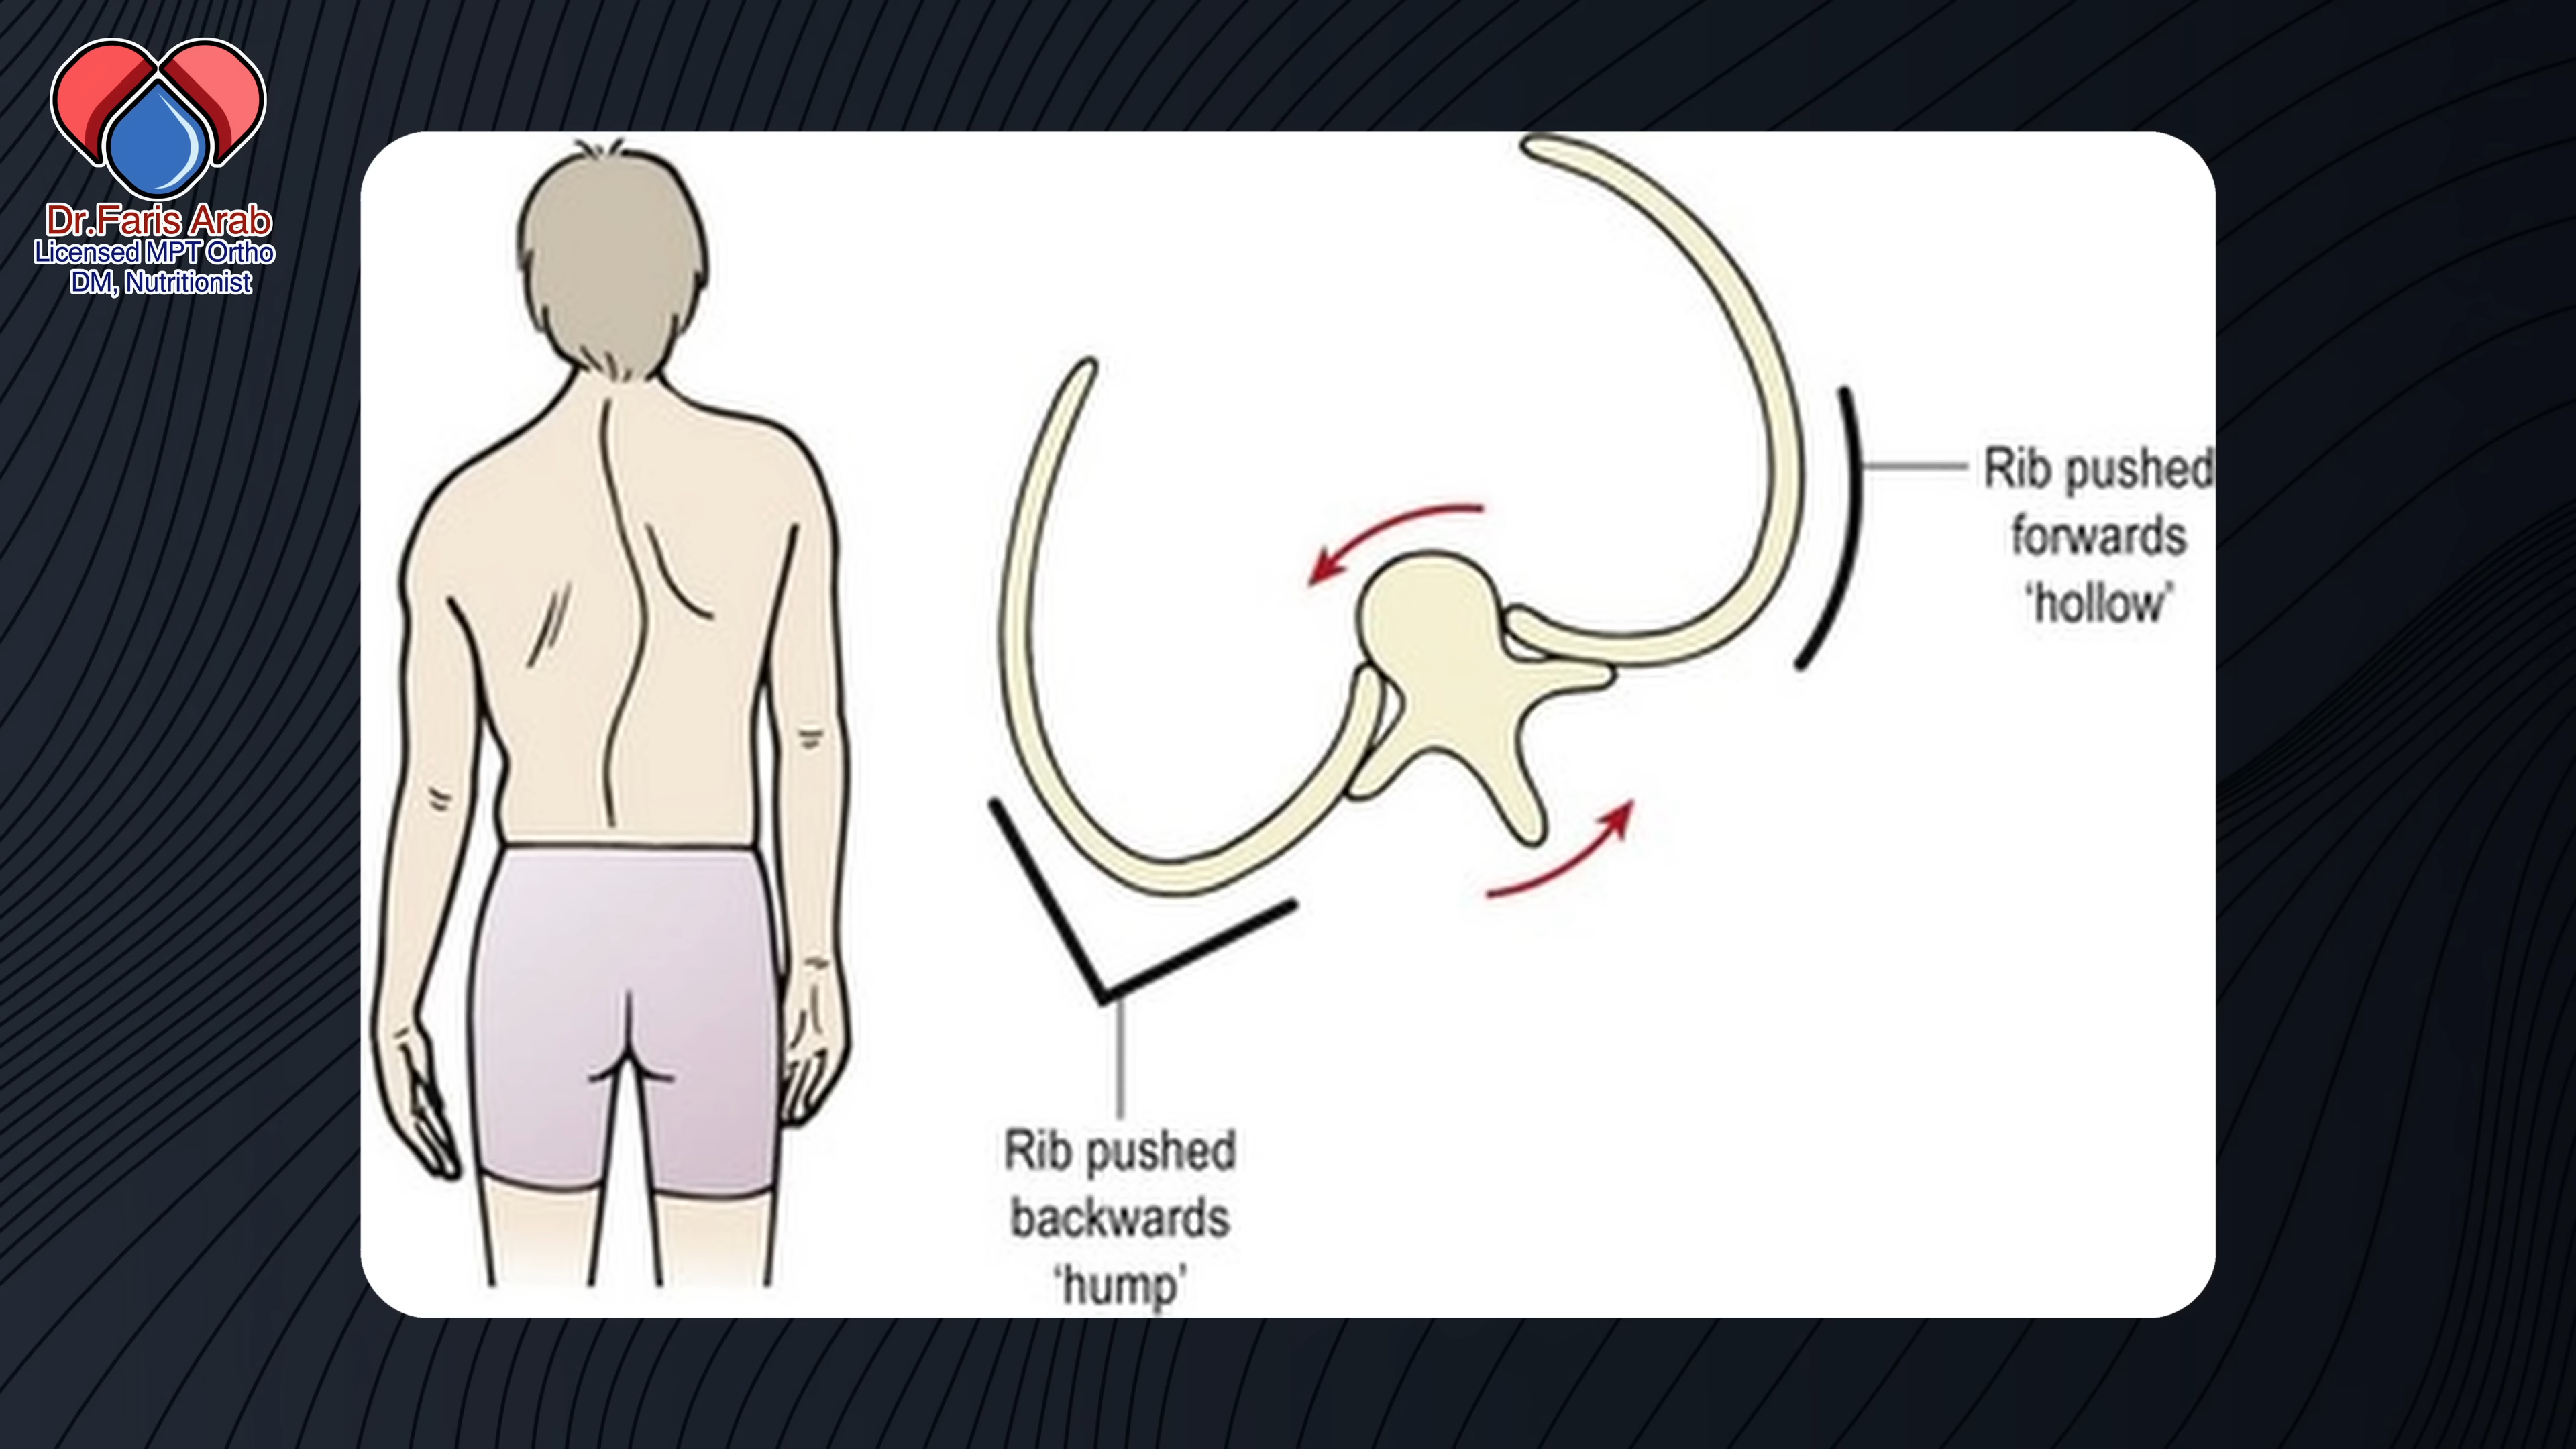 Dr.Faris Arab
Licensed MPT Ortho
DM, Nutritionist
Rib pushed
forwards
‘hollow’
Rib pushed
backwards
‘hump’